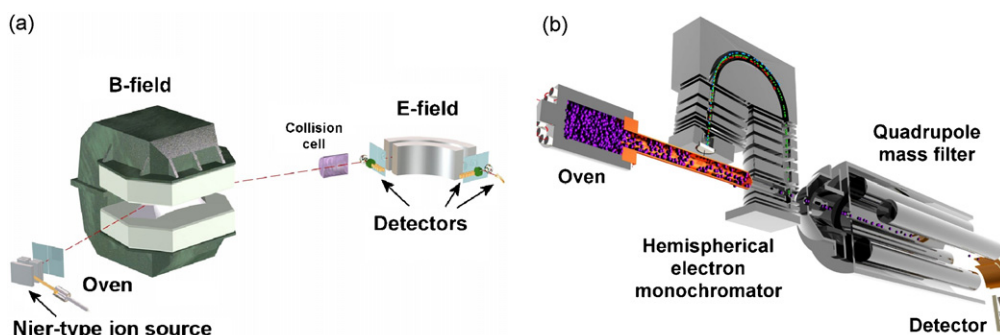 (a)
B-field
E-field
Collision
cell
Detectors
Oven
Nier-type ion source
(b)
Oven
Quadrupole
mass filter
Hemispherical
electron
monochromator
Detector